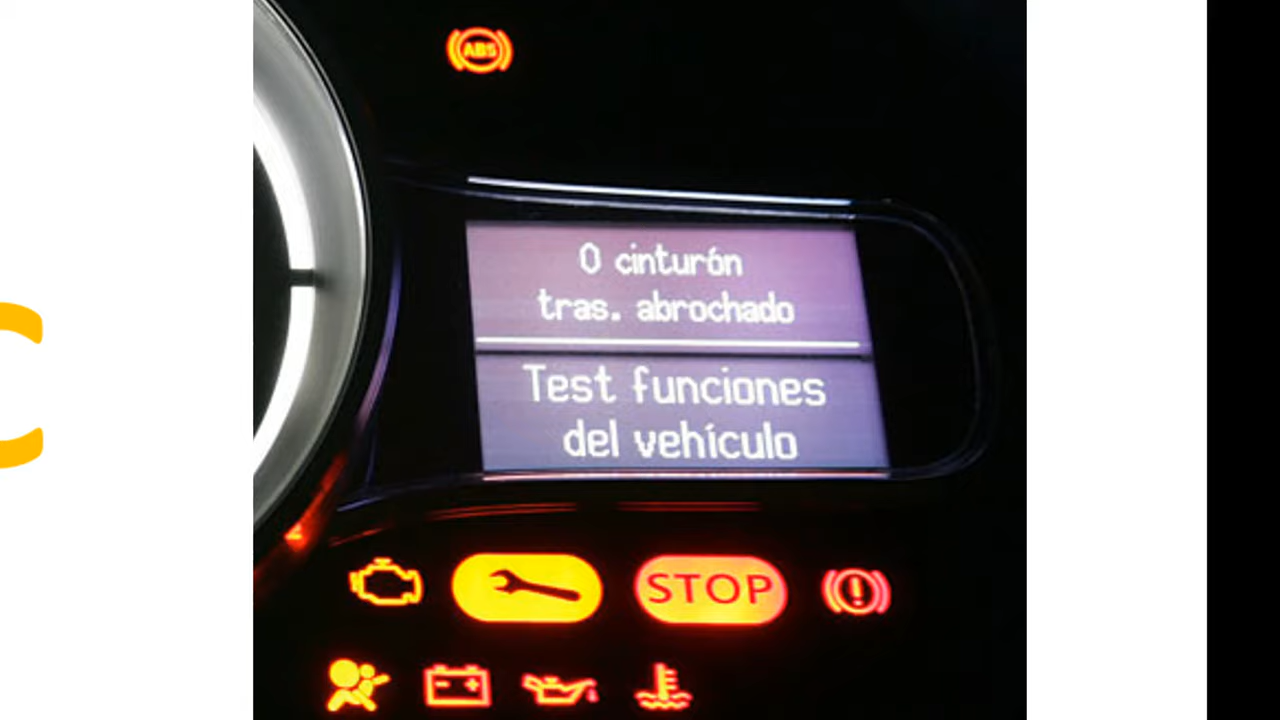 ABS
0 cinturón
tras. abrochado
Test funciones
del vehículo
STOP